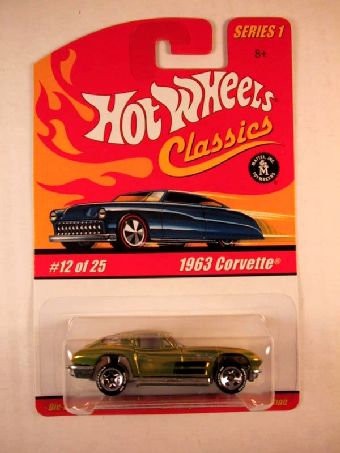 SERIES 1
8+
Hot Wheels
Classics
MATTEL, INC.
M
#12 of 25
1963 Corvette®